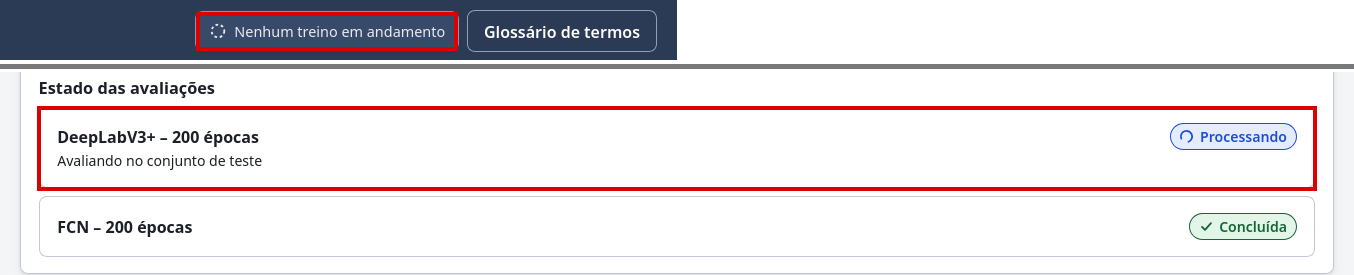 Nenhum treino em andamento
Glossário de termos
Estado das avaliações
DeepLabV3+ – 200 épocas
Processando
Avaliando no conjunto de teste
FCN – 200 épocas
Concluída